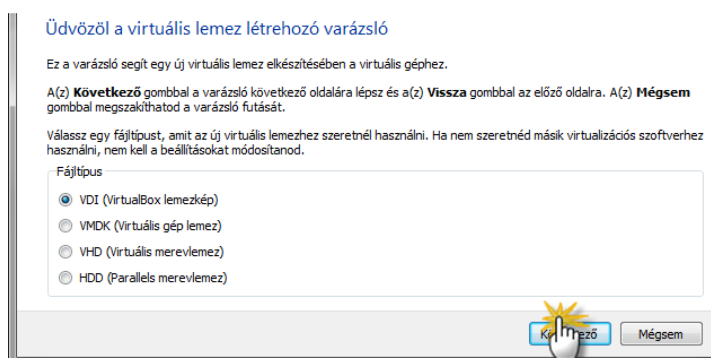 Üdvözöl a virtuális lemez létrehozó varázsló
Ez a varázsló segít egy új virtuális lemez elkészítésében a virtuális géphez.
A(z) Következő gombbal a varázsló következő oldalára lépsz és a(z) Vissza gombbal az előző oldalra. A(z) Mégsem
gombbal megszakíthatod a varázsló futását.
Válassz egy fájltípust, amit az új virtuális lemezhez szeretnél használni. Ha nem szeretnéd másik virtualizációs szoftverhez
használni, nem kell a beállításokat módosítanod.
Fájltípus
VDI (VirtualBox lemezkép)
VMDK (Virtuális gép lemez)
VHD (Virtuális merevlemez)
HDD (Parallels merevlemez)
Következő Mégsem